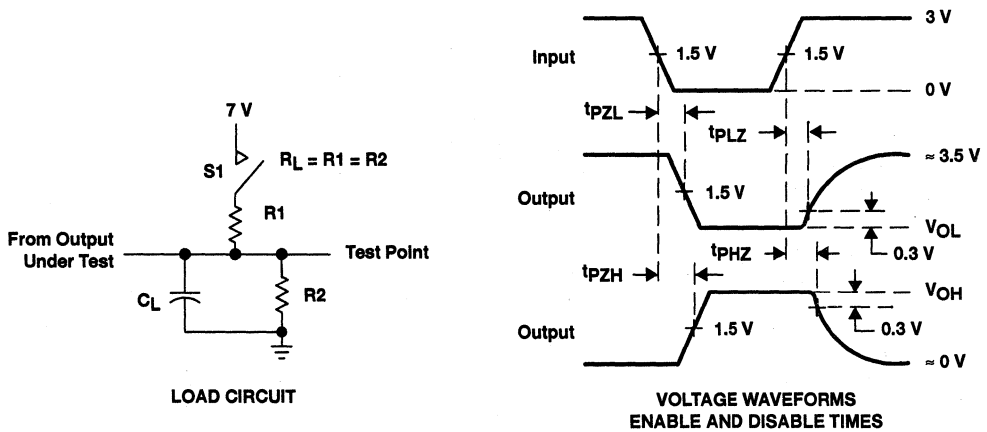 7 V
S1
RL = R1 = R2
R1
From Output
Under Test
Test Point
CL
R2
LOAD CIRCUIT
Input
3 V
1.5 V
1.5 V
0 V
tPZL
tPLZ
≈ 3.5 V
Output
1.5 V
VOL
0.3 V
tPZH
tPHZ
VOH
Output
1.5 V
0.3 V
≈ 0 V
VOLTAGE WAVEFORMS
ENABLE AND DISABLE TIMES